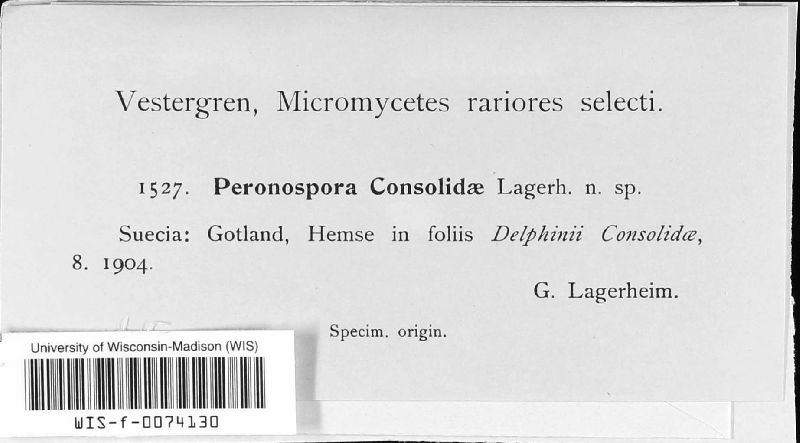 Vestergren, Micromycetes rariores selecti.
1527. Peronospora Consolidæ Lagerh. n. sp.
Suecia: Gotland, Hemse in foliis Delphinii Consolidæ,
8. 1904.
G. Lagerheim.
Specim. origin.
University of Wisconsin-Madison (WIS)
WIS-f-0074130